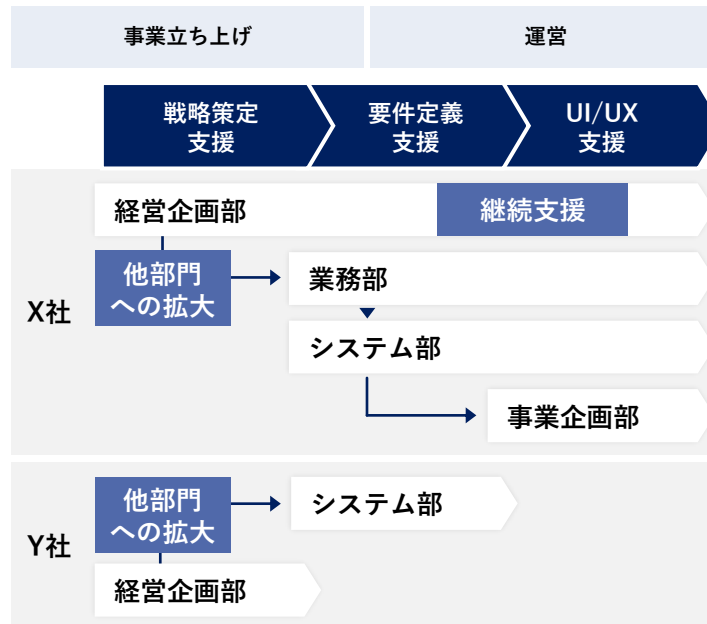 事業立ち上げ
運営
戦略策定
支援
要件定義
支援
UI/UX
支援
X社
経営企画部
継続支援
他部門
への拡大
業務部
システム部
事業企画部
Y社
他部門
への拡大
システム部
経営企画部